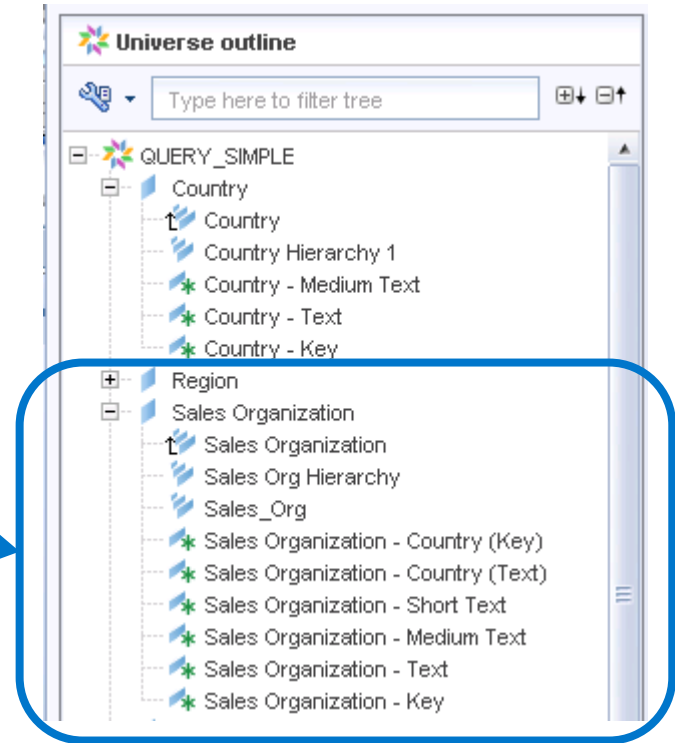 Universe outline
Type here to filter tree
QUERY_SIMPLE
Country
Country
Country Hierarchy 1
Country - Medium Text
Country - Text
Country - Key
Region
Sales Organization
Sales Organization
Sales Org Hierarchy
Sales_Org
Sales Organization - Country (Key)
Sales Organization - Country (Text)
Sales Organization - Short Text
Sales Organization - Medium Text
Sales Organization - Text
Sales Organization - Key